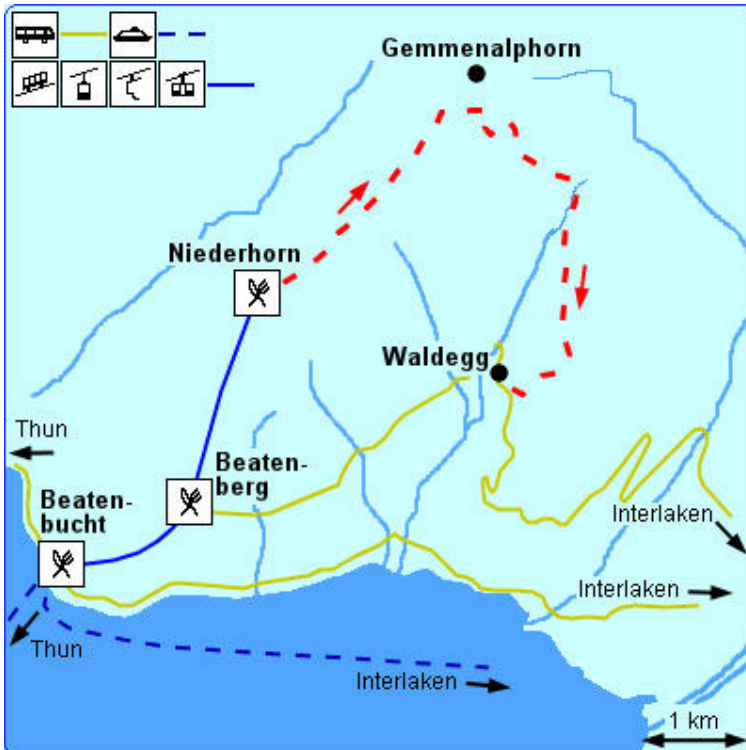 Gemmenalphorn
Niederhorn
Waldegg
Thun
Beaten-
berg
Beaten-
bucht
Interlaken
Interlaken
Thun
Interlaken
1 km